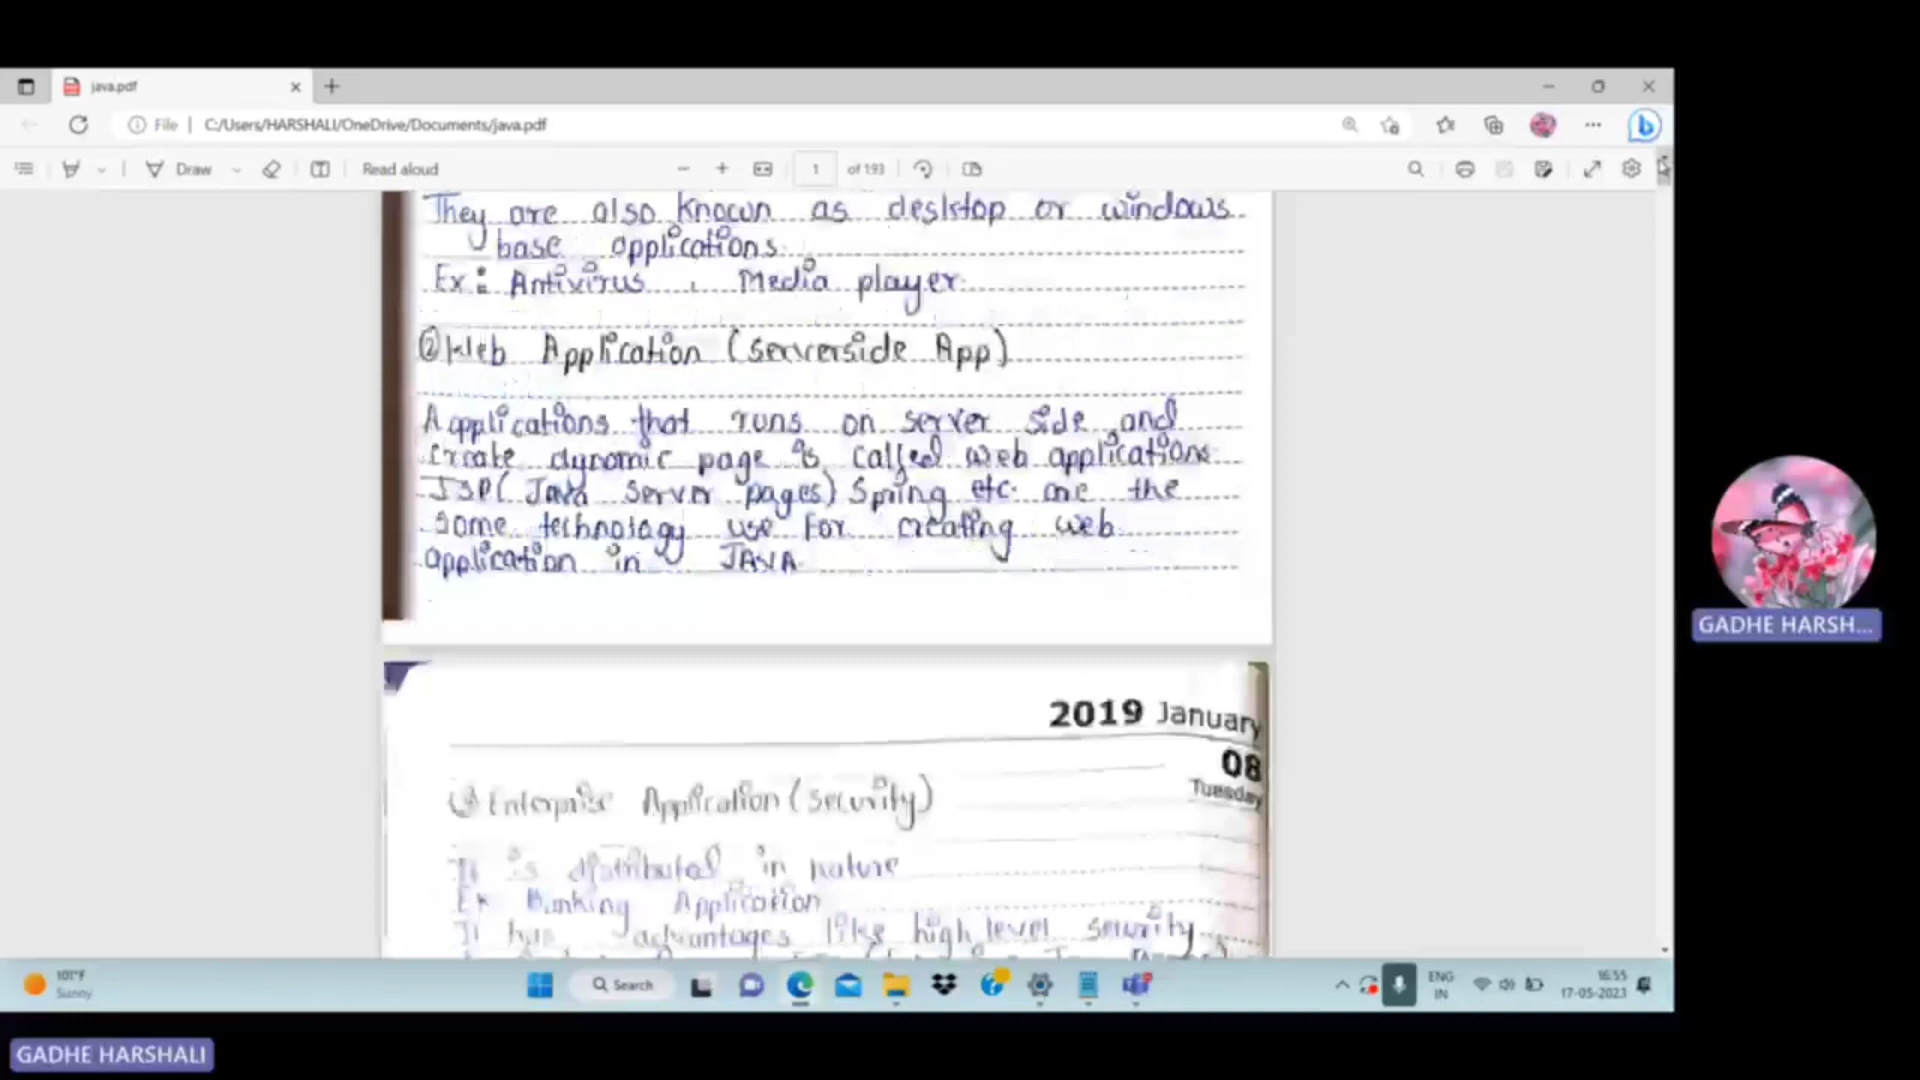 java.pdf
File | C:/Users/HARSHALI/OneDrive/Documents/java.pdf
Draw
Read aloud
1 of 193
They are also known as desktop or windows
base applications.
Ex: Antivirus , Media player.
② Web Application (serverside App)
Applications that runs on server side and
create dynamic page is called web applications
JSP( Java server pages) Spring etc. are the
some technology use for creating web
application in JAVA
2019 January
08
Tuesday
Enterprise Application (security)
It is distributed in nature
Ex Banking Application
It has advantages like high level security
GADHE HARSH...
101°F
Sunny
Search
ENG
IN
16:55
17-05-2023
GADHE HARSHALI